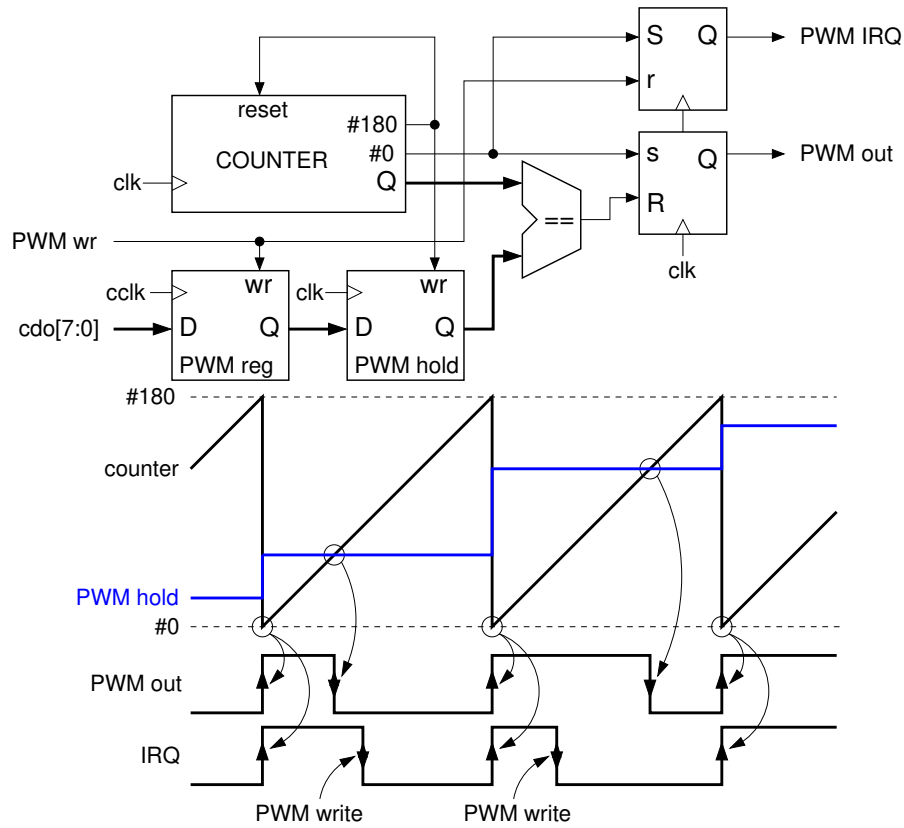 S Q PWM IRQ
r
reset
#180
COUNTER
#0
s Q PWM out
clk
Q
R
==
PWM wr
clk
cclk
wr
clk
wr
cdo[7:0]
D Q
D Q
PWM reg
PWM hold
#180
counter
PWM hold
#0
PWM out
IRQ
PWM write
PWM write